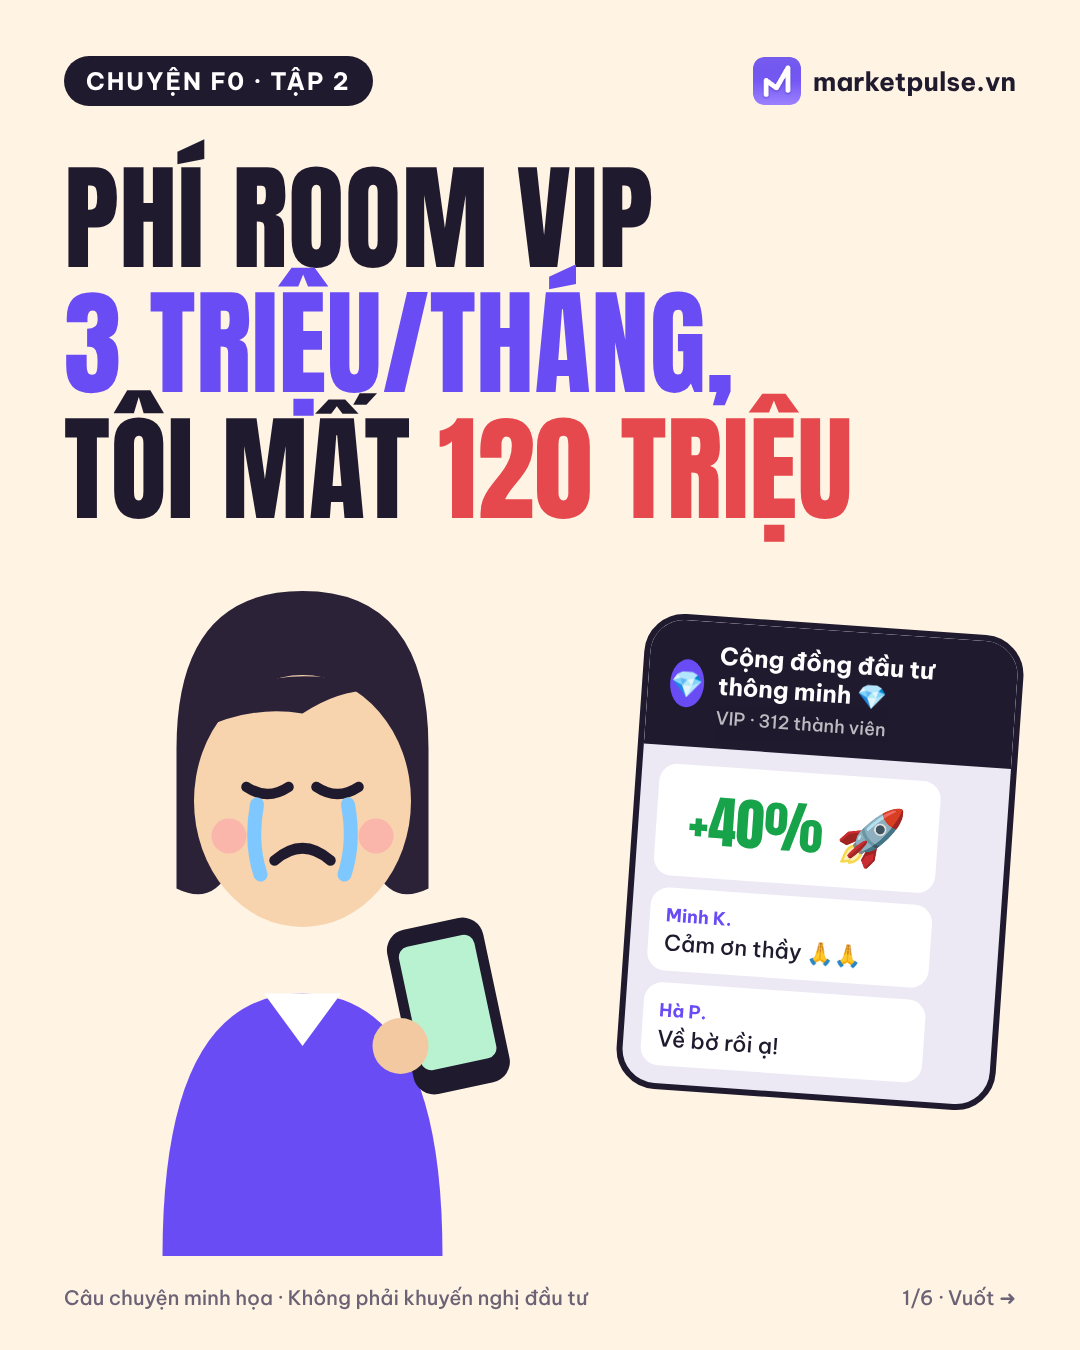 CHUYỆN F0 · TẬP 2
marketpulse.vn
PHÍ ROOM VIP
3 TRIỆU/THÁNG,
TÔI MẤT 120 TRIỆU
Cộng đồng đầu tư
thông minh 💎
VIP · 312 thành viên
+40% 🚀
Minh K.
Cảm ơn thầy 🙏🙏
Hà P.
Về bờ rồi ạ!
Câu chuyện minh họa · Không phải khuyến nghị đầu tư
1/6 · Vuốt →